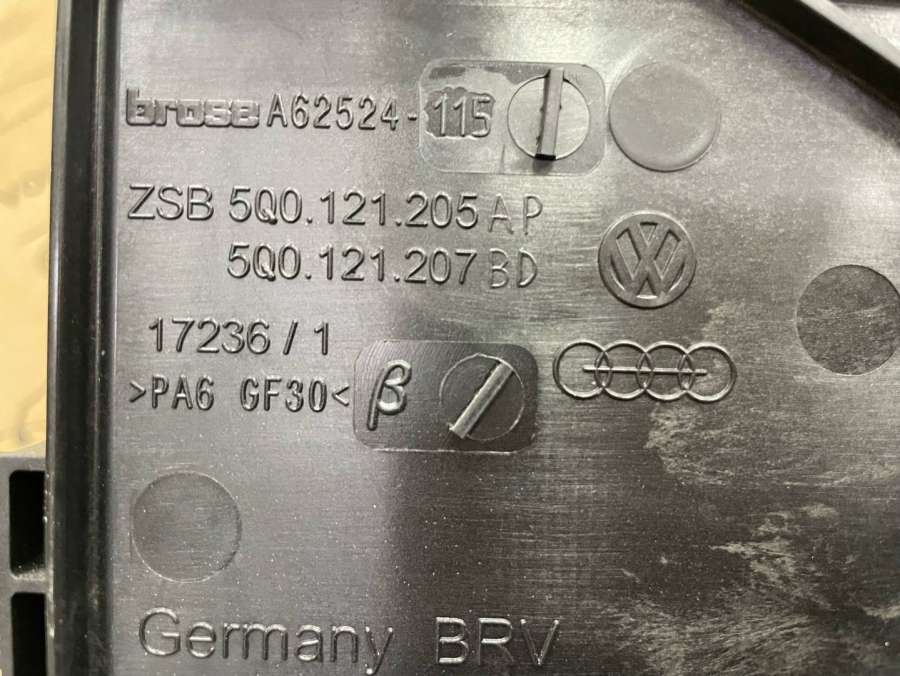 brose A62524-115
ZSB 5Q0.121.205 AP
5Q0.121.207 BD
17236 / 1
>PA6 GF30< β
Germany BRV